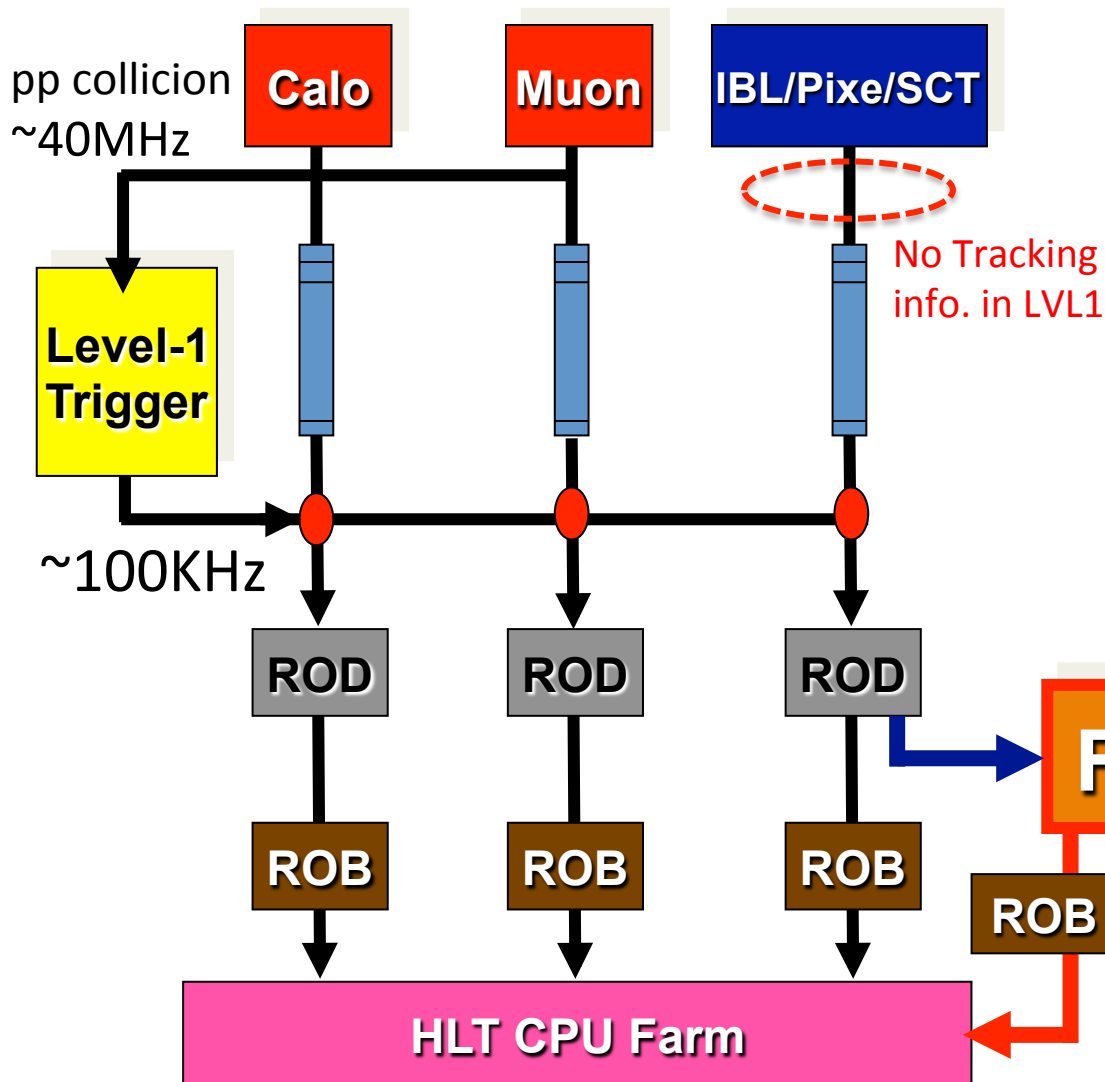 Calo
Muon
IBL/Pixe/SCT
pp collicion
~40MHz
No Tracking
info. in LVL1
Level-1
Trigger
~100KHz
ROD
ROD
ROD
F
ROB
ROB
ROB
ROB
HLT CPU Farm